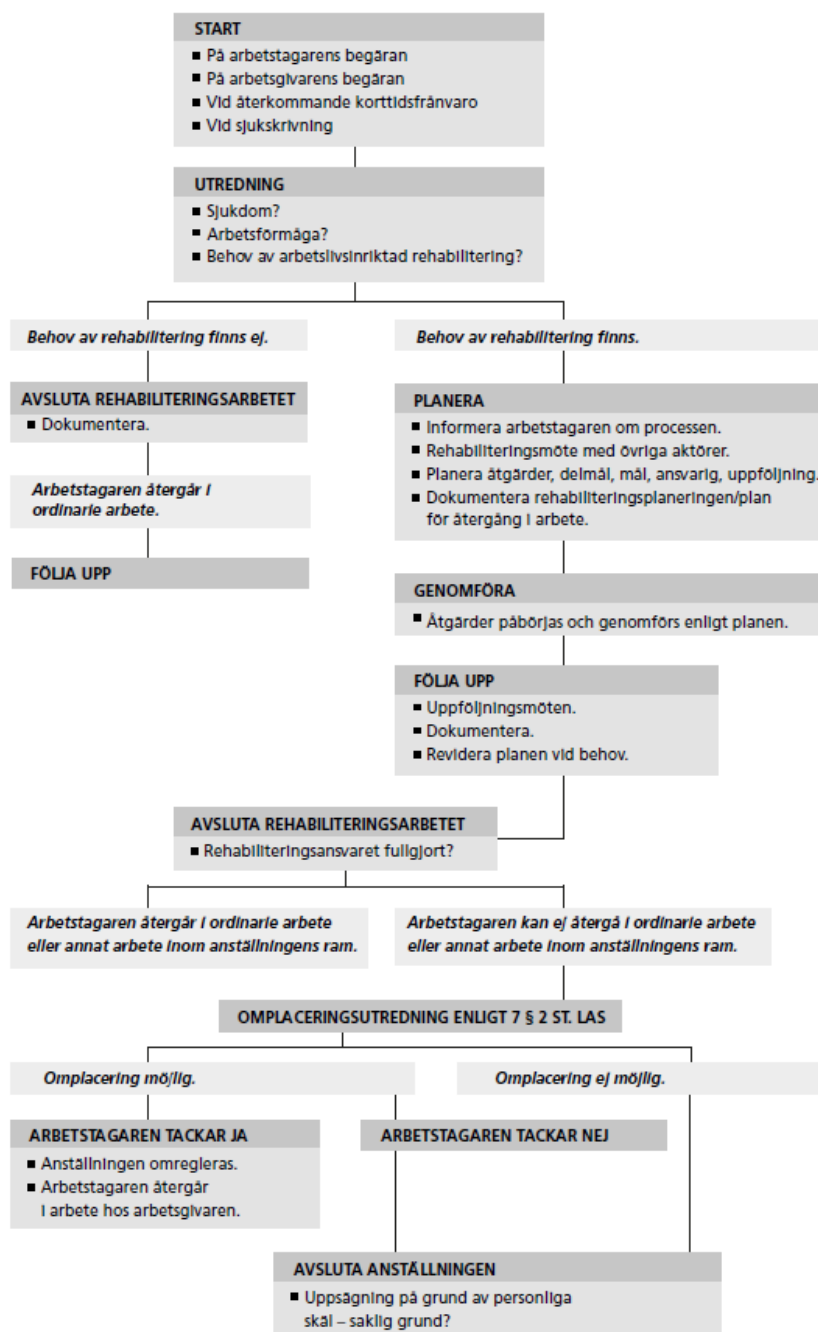 START
▪ På arbetstagarens begäran
▪ På arbetsgivarens begäran
▪ Vid återkommande korttidsfrånvaro
▪ Vid sjukskrivning
UTREDNING
▪ Sjukdom?
▪ Arbetsförmåga?
▪ Behov av arbetslivsinriktad rehabilitering?
Behov av rehabilitering finns ej.
AVSLUTA REHABILITERINGSARBETET
▪ Dokumentera.
Arbetstagaren återgår i
ordinarie arbete.
FÖLJA UPP
Behov av rehabilitering finns.
PLANERA
▪ Informera arbetstagaren om processen.
▪ Rehabiliteringsmöte med övriga aktörer.
▪ Planera åtgärder, delmål, mål, ansvarig, uppföljning.
▪ Dokumentera rehabiliteringsplaneringen/plan
för återgång i arbete.
GENOMFÖRA
▪ Åtgärder påbörjas och genomförs enligt planen.
FÖLJA UPP
▪ Uppföljningsmöten.
▪ Dokumentera.
▪ Revidera planen vid behov.
AVSLUTA REHABILITERINGSARBETET
▪ Rehabiliteringsansvaret fullgjort?
Arbetstagaren återgår i ordinarie arbete
eller annat arbete inom anställningens ram.
Arbetstagaren kan ej återgå i ordinarie arbete
eller annat arbete inom anställningens ram.
OMPLACERINGSUTREDNING ENLIGT 7 § 2 ST. LAS
Omplacering möjlig.
Omplacering ej möjlig.
ARBETSTAGAREN TACKAR JA
▪ Anställningen omregleras.
▪ Arbetstagaren återgår
i arbete hos arbetsgivaren.
ARBETSTAGAREN TACKAR NEJ
AVSLUTA ANSTÄLLNINGEN
▪ Uppsägning på grund av personliga
skäl – saklig grund?